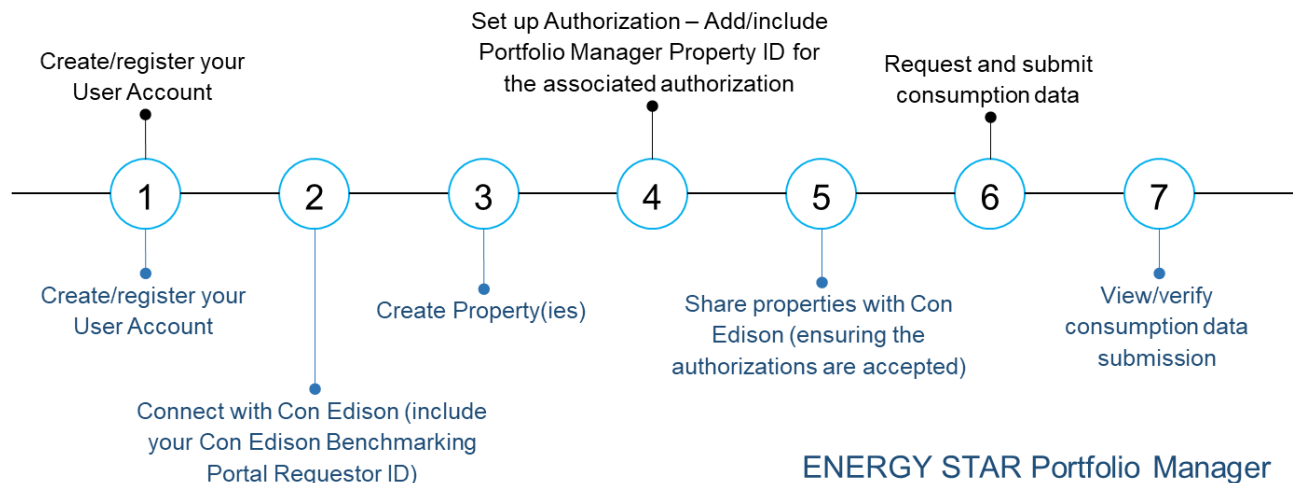 Set up Authorization – Add/include
Portfolio Manager Property ID for
the associated authorization
Create/register your
User Account
Request and submit
consumption data
1
2
3
4
5
6
7
Create/register your
User Account
Create Property(ies)
Share properties with Con
Edison (ensuring the
authorizations are accepted)
View/verify
consumption data
submission
Connect with Con Edison (include
your Con Edison Benchmarking
Portal Requestor ID)
ENERGY STAR Portfolio Manager